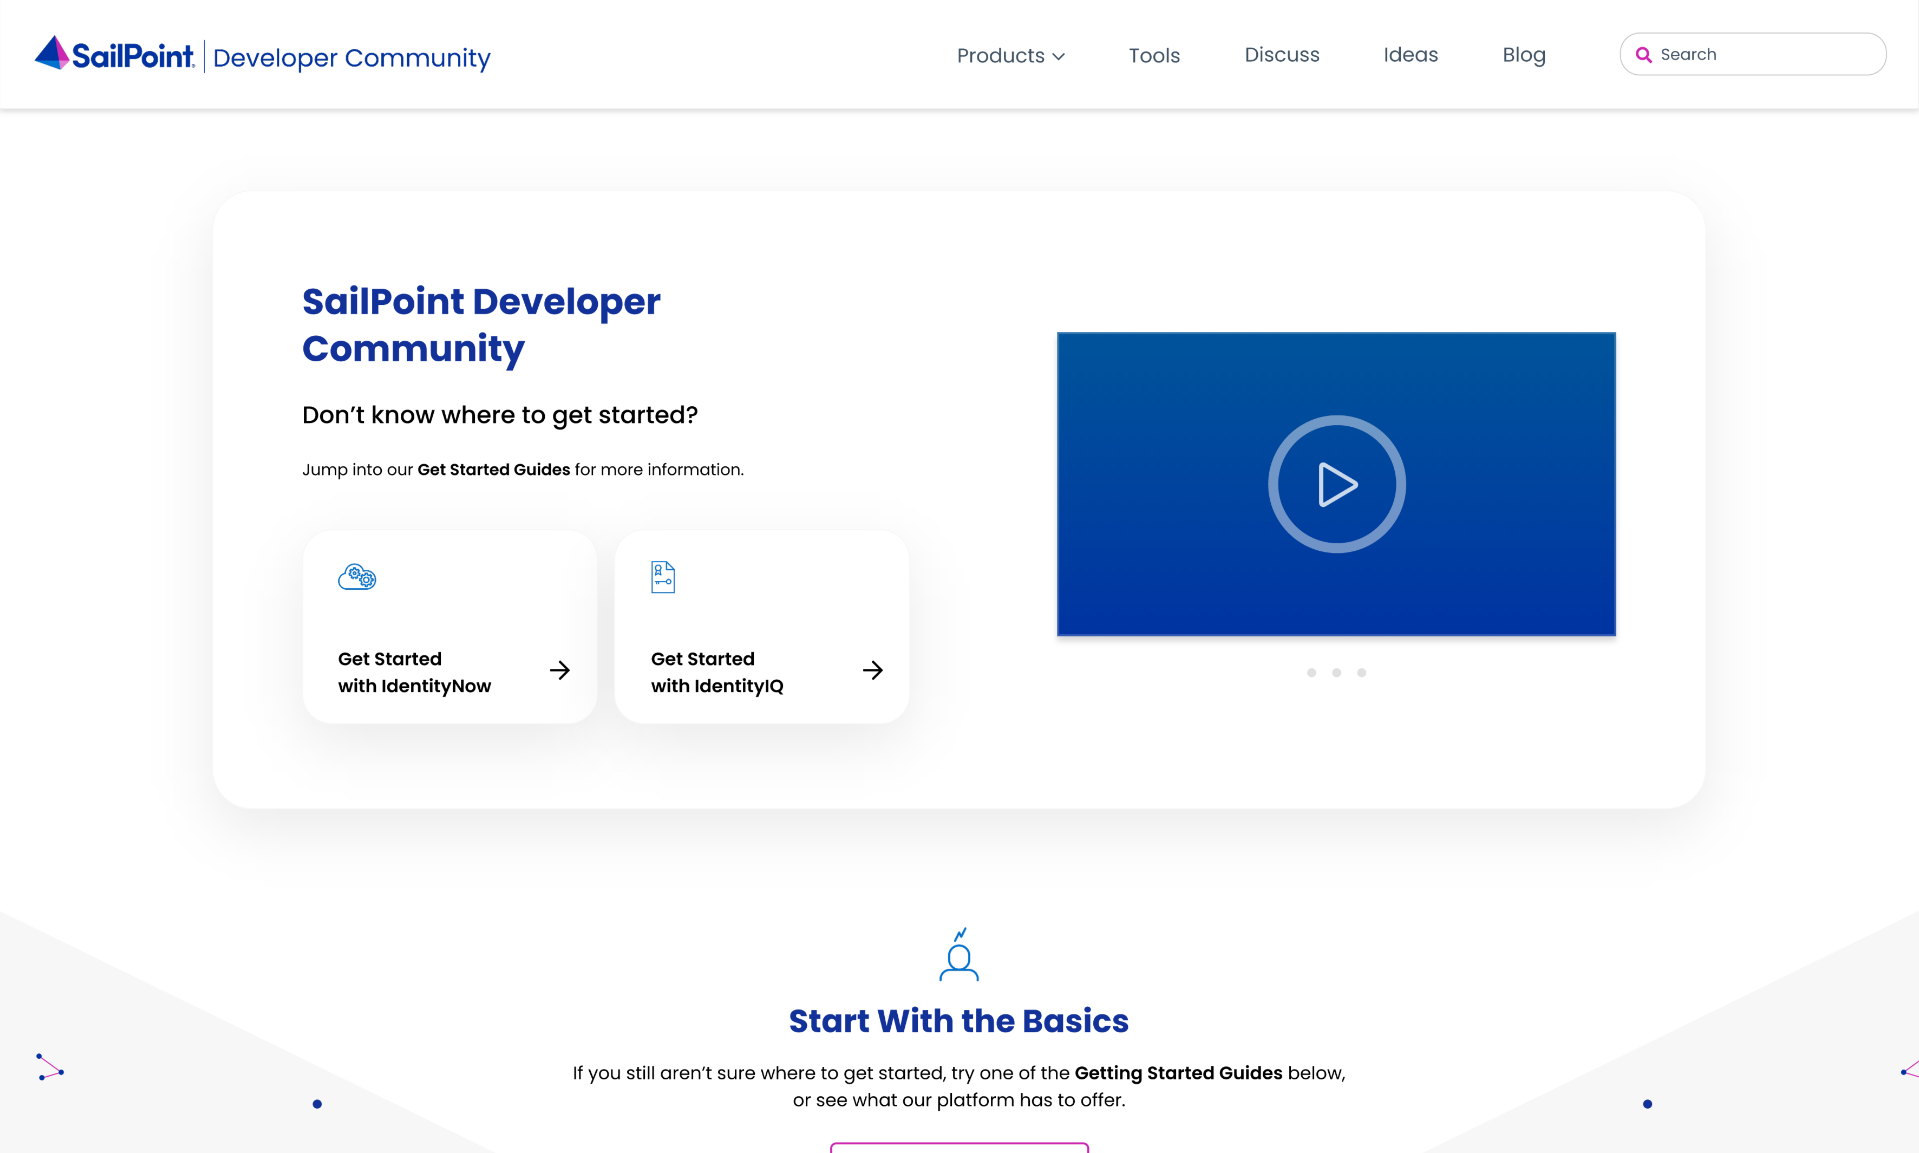 SailPoint | Developer Community
Products
Tools
Discuss
Ideas
Blog
Search
SailPoint Developer
Community
Don’t know where to get started?
Jump into our Get Started Guides for more information.
Get Started
with IdentityNow
Get Started
with IdentityIQ
Start With the Basics
If you still aren’t sure where to get started, try one of the Getting Started Guides below,
or see what our platform has to offer.